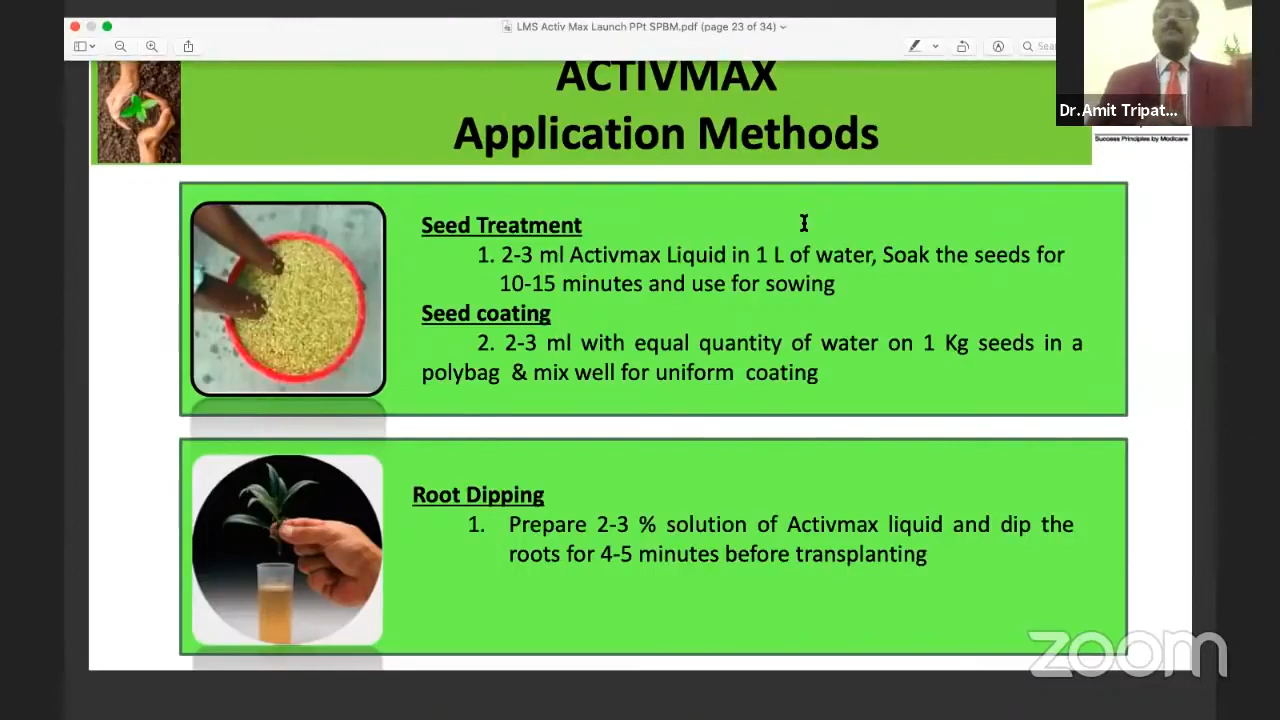 LMS Activ Max Launch PPt SPBM.pdf (page 23 of 34)
ACTIVMAX
Application Methods
Dr.Amit Tripat...
Success Principles by Modicare
Seed Treatment
1. 2-3 ml Activmax Liquid in 1 L of water, Soak the seeds for
10-15 minutes and use for sowing
Seed coating
2. 2-3 ml with equal quantity of water on 1 Kg seeds in a
polybag & mix well for uniform coating
Root Dipping
1. Prepare 2-3 % solution of Activmax liquid and dip the
roots for 4-5 minutes before transplanting
zoom